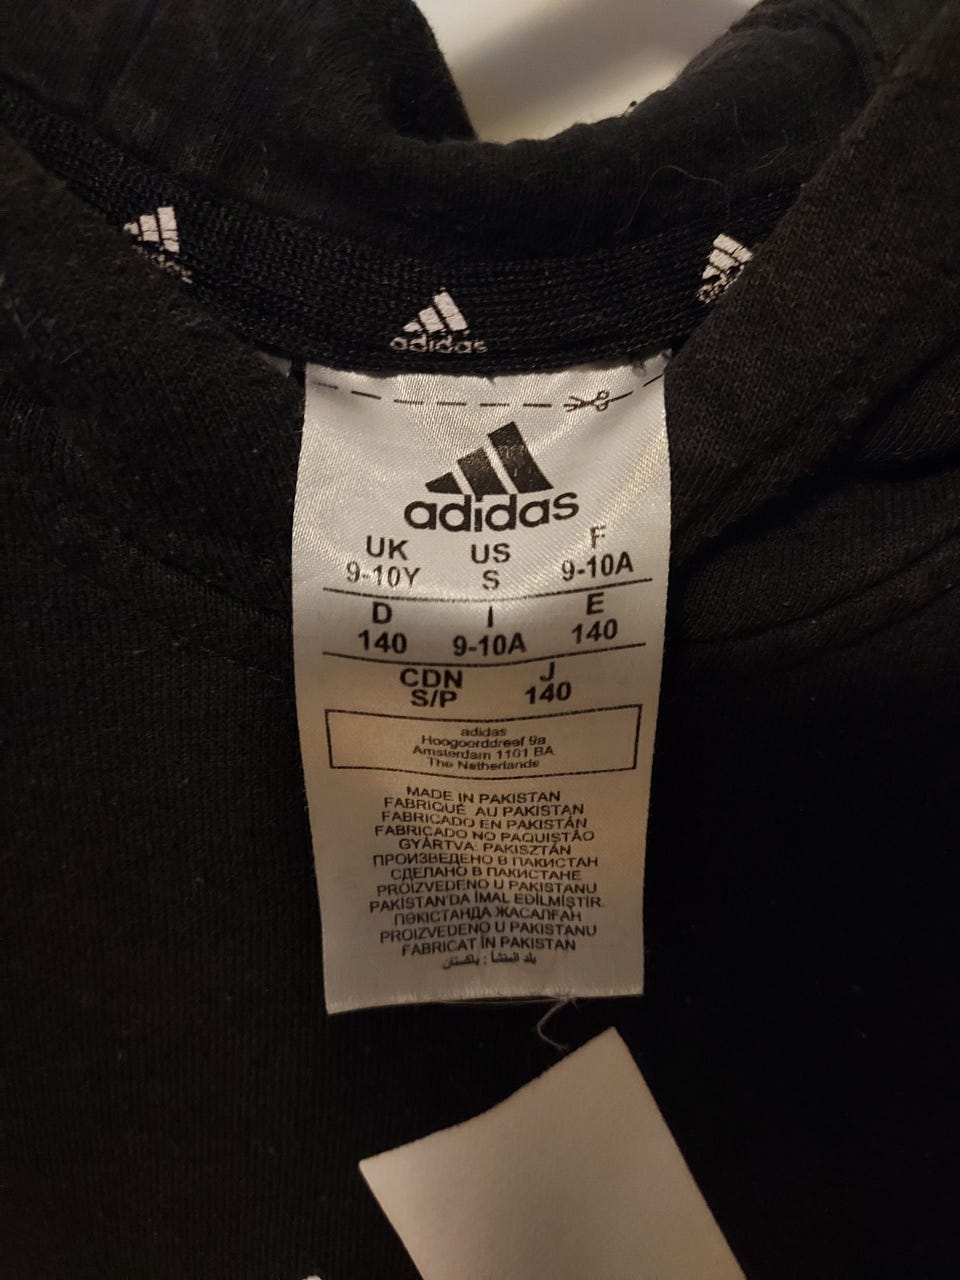 adidas
adidas
UK US F
9-10Y S 9-10A
D I E
140 9-10A 140
CDN J
S/P 140
adidas
Hoogoorddreef 9a
Amsterdam 1101 BA
The Netherlands
MADE IN PAKISTAN
FABRIQUÉ AU PAKISTAN
FABRICADO EN PAKISTÁN
FABRICADO NO PAQUISTÃO
GYÁRTVA: PAKISZTÁN
ПРОИЗВЕДЕНО В ПАКИСТАН
СДЕЛАНО В ПАКИСТАНЕ
PROIZVEDENO U PAKISTANU
PAKISTAN'DA İMAL EDİLMİŞTİR.
ПӘКІСТАНДА ЖАСАЛҒАН
PROIZVEDENO U PAKISTANU
FABRICAT ÎN PAKISTAN
بلد المنشأ : باكستان